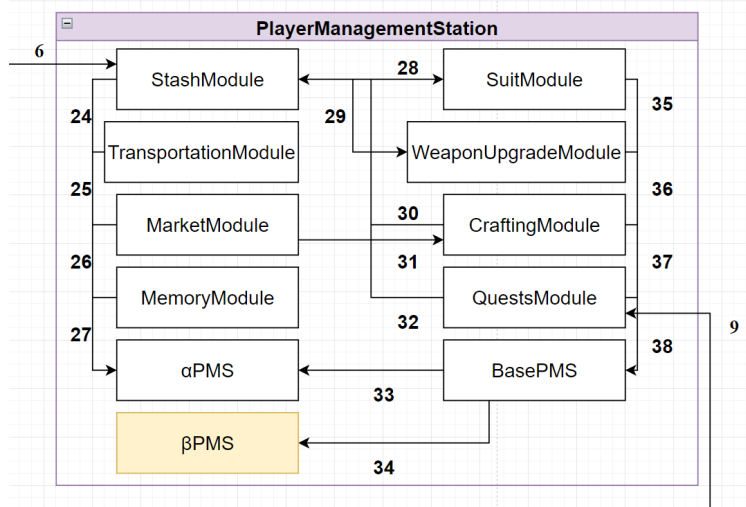 PlayerManagementStation
6
StashModule
28
SuitModule
24
29
35
TransportationModule
WeaponUpgradeModule
25
36
MarketModule
30
CraftingModule
26
31
37
MemoryModule
32
QuestsModule
9
27
38
αPMS
33
BasePMS
βPMS
34